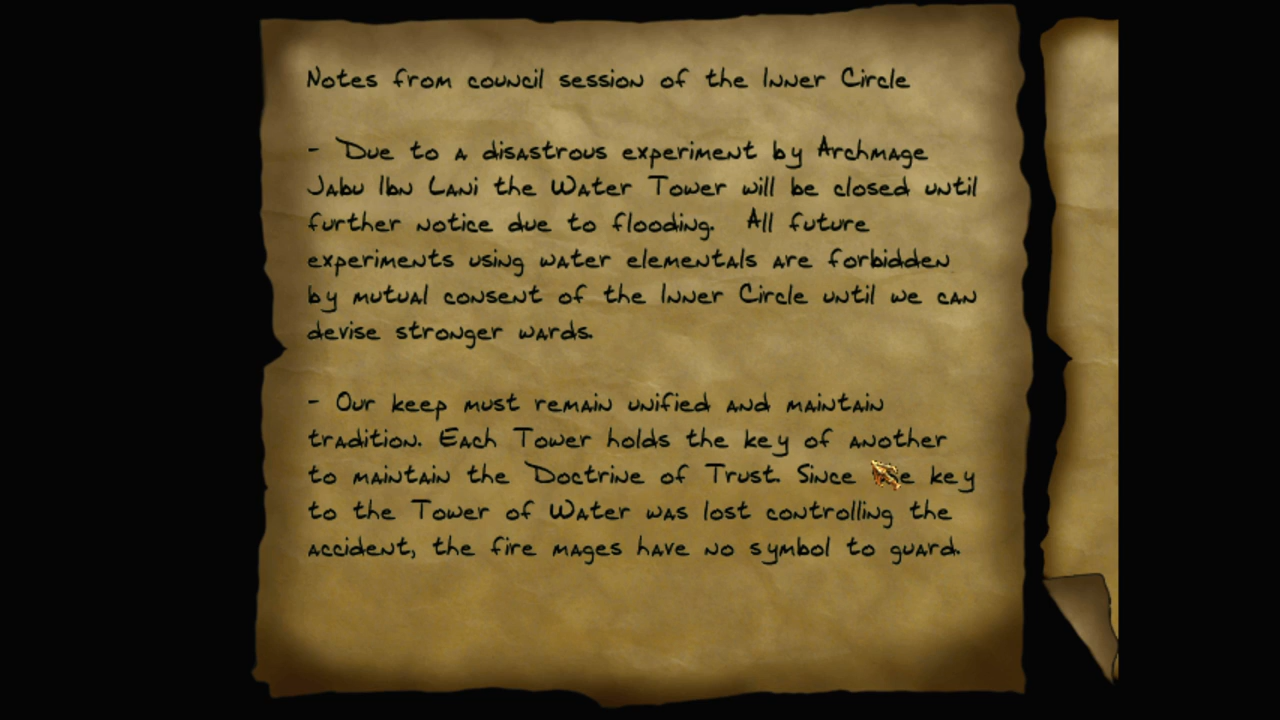 Notes from council session of the Inner Circle
- Due to a disastrous experiment by Archmage
Jabu Ibn Lani the Water Tower will be closed until
further notice due to flooding. All future
experiments using water elementals are forbidden
by mutual consent of the Inner Circle until we can
devise stronger wards.
- Our keep must remain unified and maintain
tradition. Each Tower holds the key of another
to maintain the Doctrine of Trust. Since key
to the Tower of Water was lost controlling the
accident, the fire mages have no symbol to guard.